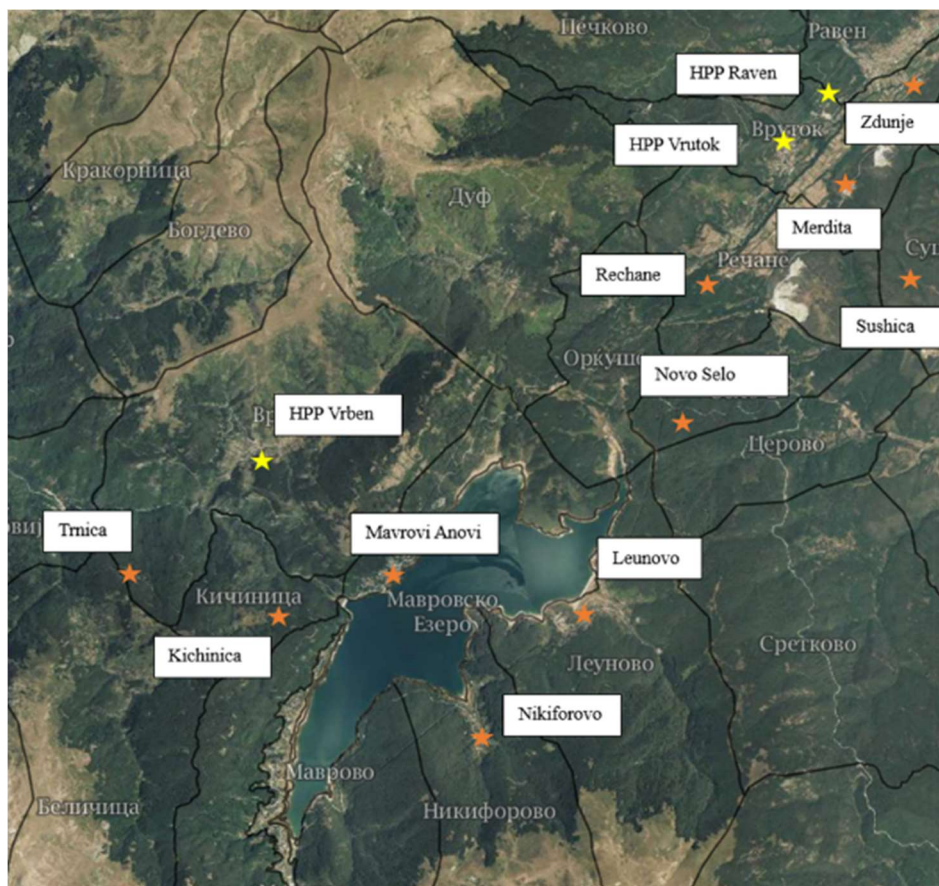 Печково
Равен
HPP Raven
Zdunje
Вруток
HPP Vrutok
Кракорница
Дуф
Merdita
Богдево
Речане
Rechane
Sushica
Оркуше
Novo Selo
HPP Vrben
Церово
Trnica
Mavrovi Anovi
Leunovo
Кичиница
Мавровско
Езеро
Сретково
Kichinica
Леуново
Nikiforovo
Маврово
Беличица
Никифорово